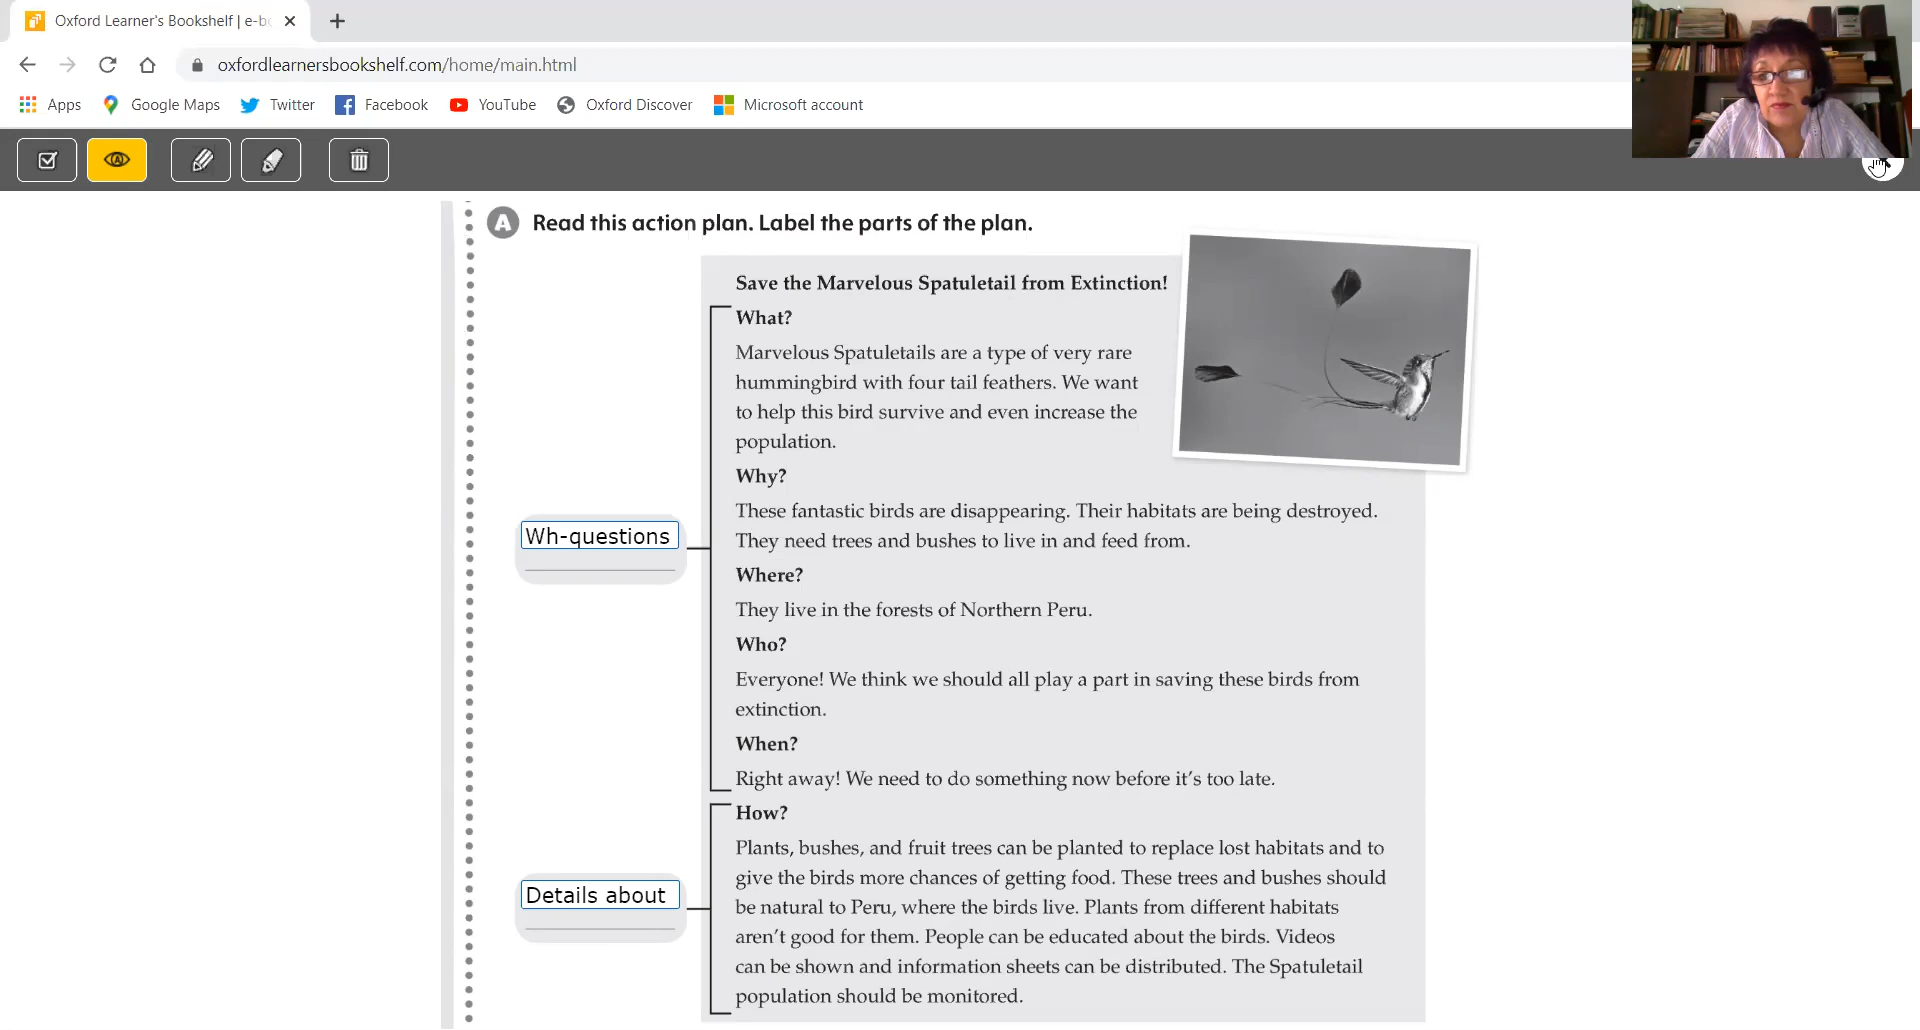 Oxford Learner's Bookshelf | e-b
oxfordlearnersbookshelf.com/home/main.html
Apps Google Maps Twitter Facebook YouTube Oxford Discover Microsoft account
A Read this action plan. Label the parts of the plan.
Save the Marvelous Spatuletail from Extinction!
What?
Marvelous Spatuletails are a type of very rare
hummingbird with four tail feathers. We want
to help this bird survive and even increase the
population.
Why?
These fantastic birds are disappearing. Their habitats are being destroyed.
They need trees and bushes to live in and feed from.
Wh-questions
Where?
They live in the forests of Northern Peru.
Who?
Everyone! We think we should all play a part in saving these birds from
extinction.
When?
Right away! We need to do something now before it's too late.
How?
Plants, bushes, and fruit trees can be planted to replace lost habitats and to
give the birds more chances of getting food. These trees and bushes should
Details about
be natural to Peru, where the birds live. Plants from different habitats
aren't good for them. People can be educated about the birds. Videos
can be shown and information sheets can be distributed. The Spatuletail
population should be monitored.